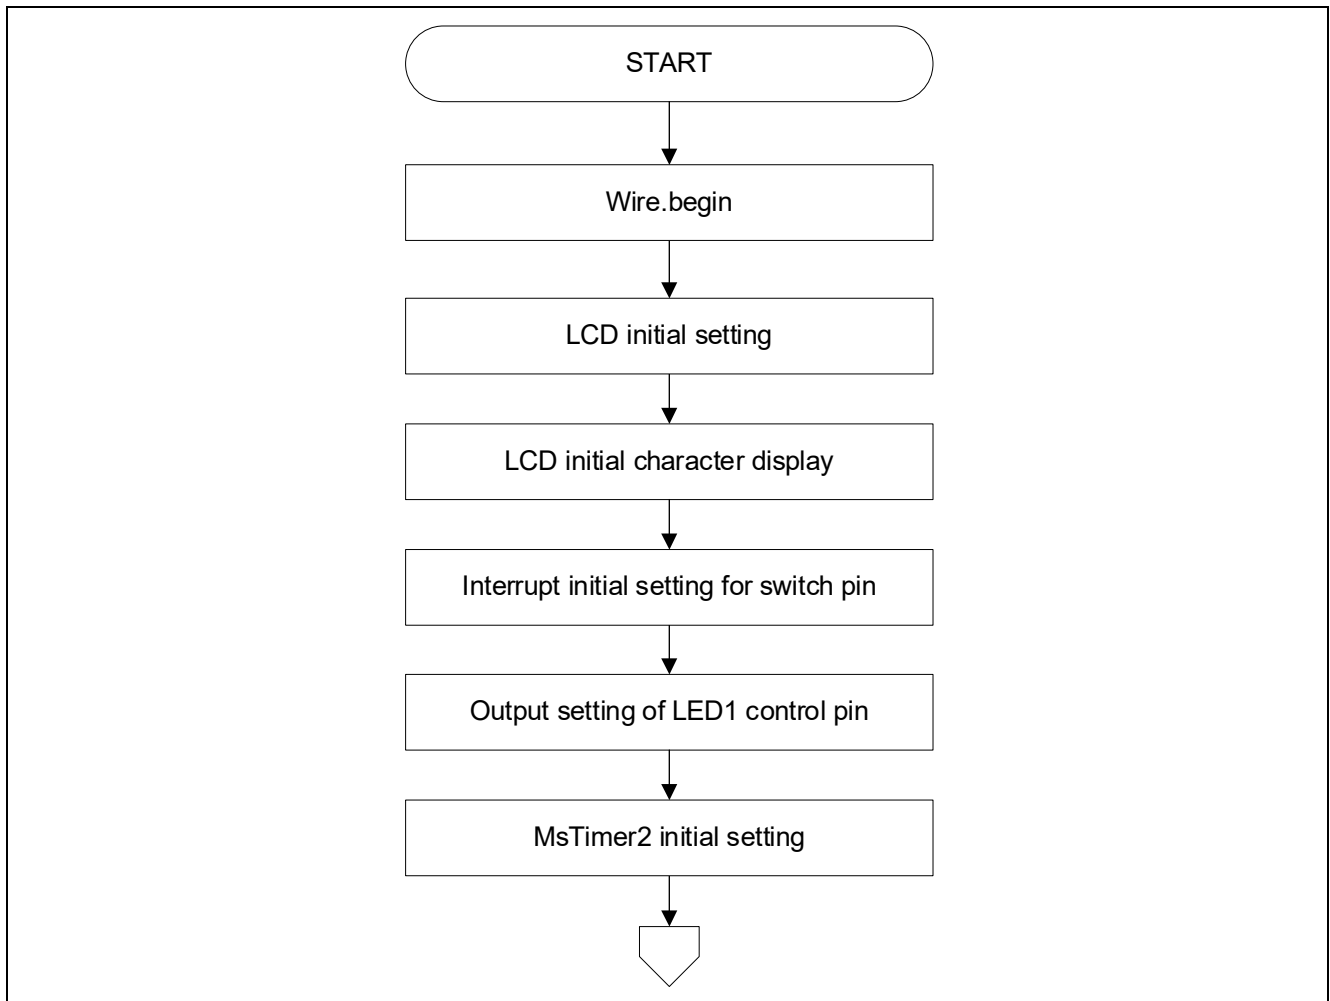 START
Wire.begin
LCD initial setting
LCD initial character display
Interrupt initial setting for switch pin
Output setting of LED1 control pin
MsTimer2 initial setting